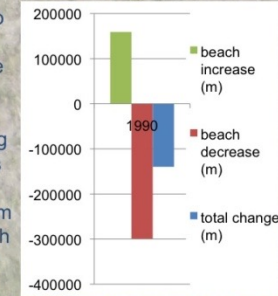 200000
100000
0
-100000
-200000
-300000
-400000
1990
beach
increase
(m)
beach
decrease
(m)
total change
(m)